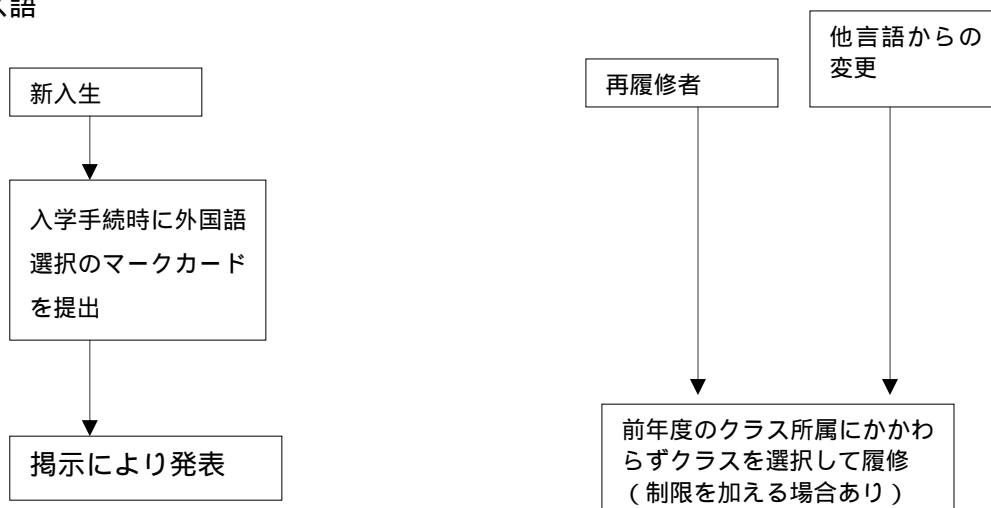 語
新入生
入学手続時に外国語
選択のマークカード
を提出
掲示により発表
再履修者
他言語からの
変更
前年度のクラス所属にかかわ
らずクラスを選択して履修
（制限を加える場合あり）